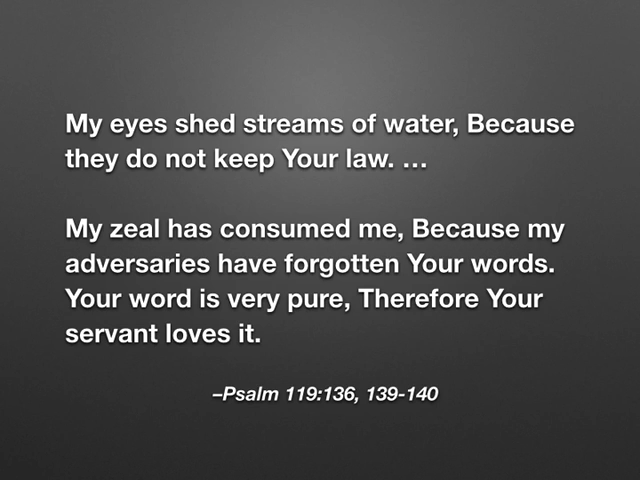 My eyes shed streams of water, Because
they do not keep Your law. …
My zeal has consumed me, Because my
adversaries have forgotten Your words.
Your word is very pure, Therefore Your
servant loves it.
–Psalm 119:136, 139-140